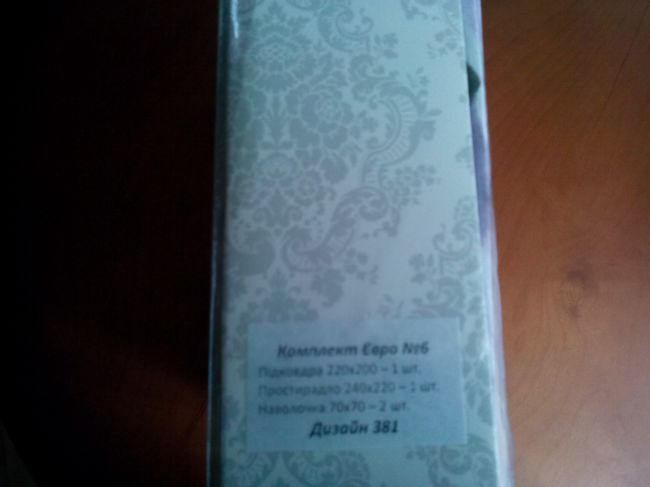 Комплект Євро №6
Підковдра 220х200 – 1 шт.
Простирадло 240х220 – 1 шт.
Наволочка 70х70 – 2 шт.
Дизайн 381